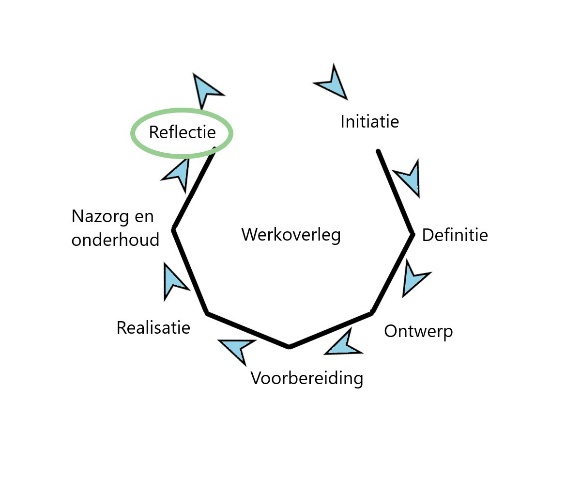 Reflectie
Initiatie
Nazorg en
onderhoud
Werkoverleg
Definitie
Realisatie
Ontwerp
Voorbereiding